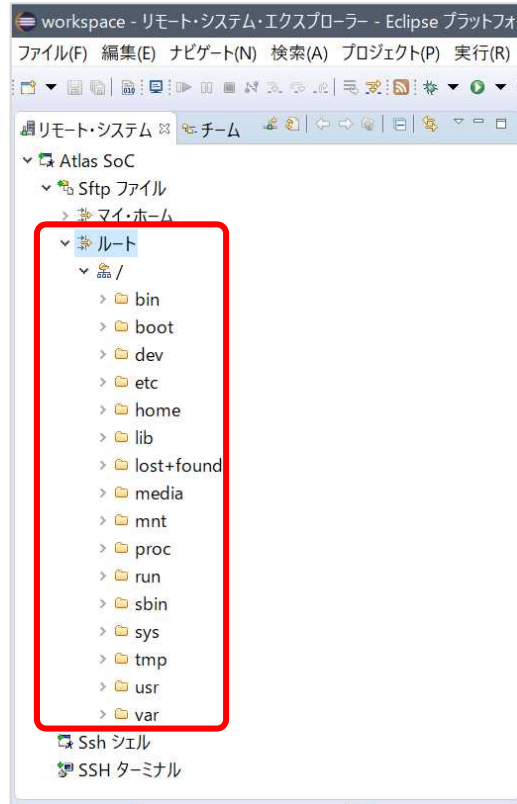 workspace - リモート・システム・エクスプローラー - Eclipse プラットフォ
ファイル(F) 編集(E) ナビゲート(N) 検索(A) プロジェクト(P) 実行(R)
リモート・システム チーム
Atlas SoC
Sftp ファイル
マイ・ホーム
ルート
/
bin
boot
dev
etc
home
lib
lost+found
media
mnt
proc
run
sbin
sys
tmp
usr
var
Ssh シェル
SSH ターミナル